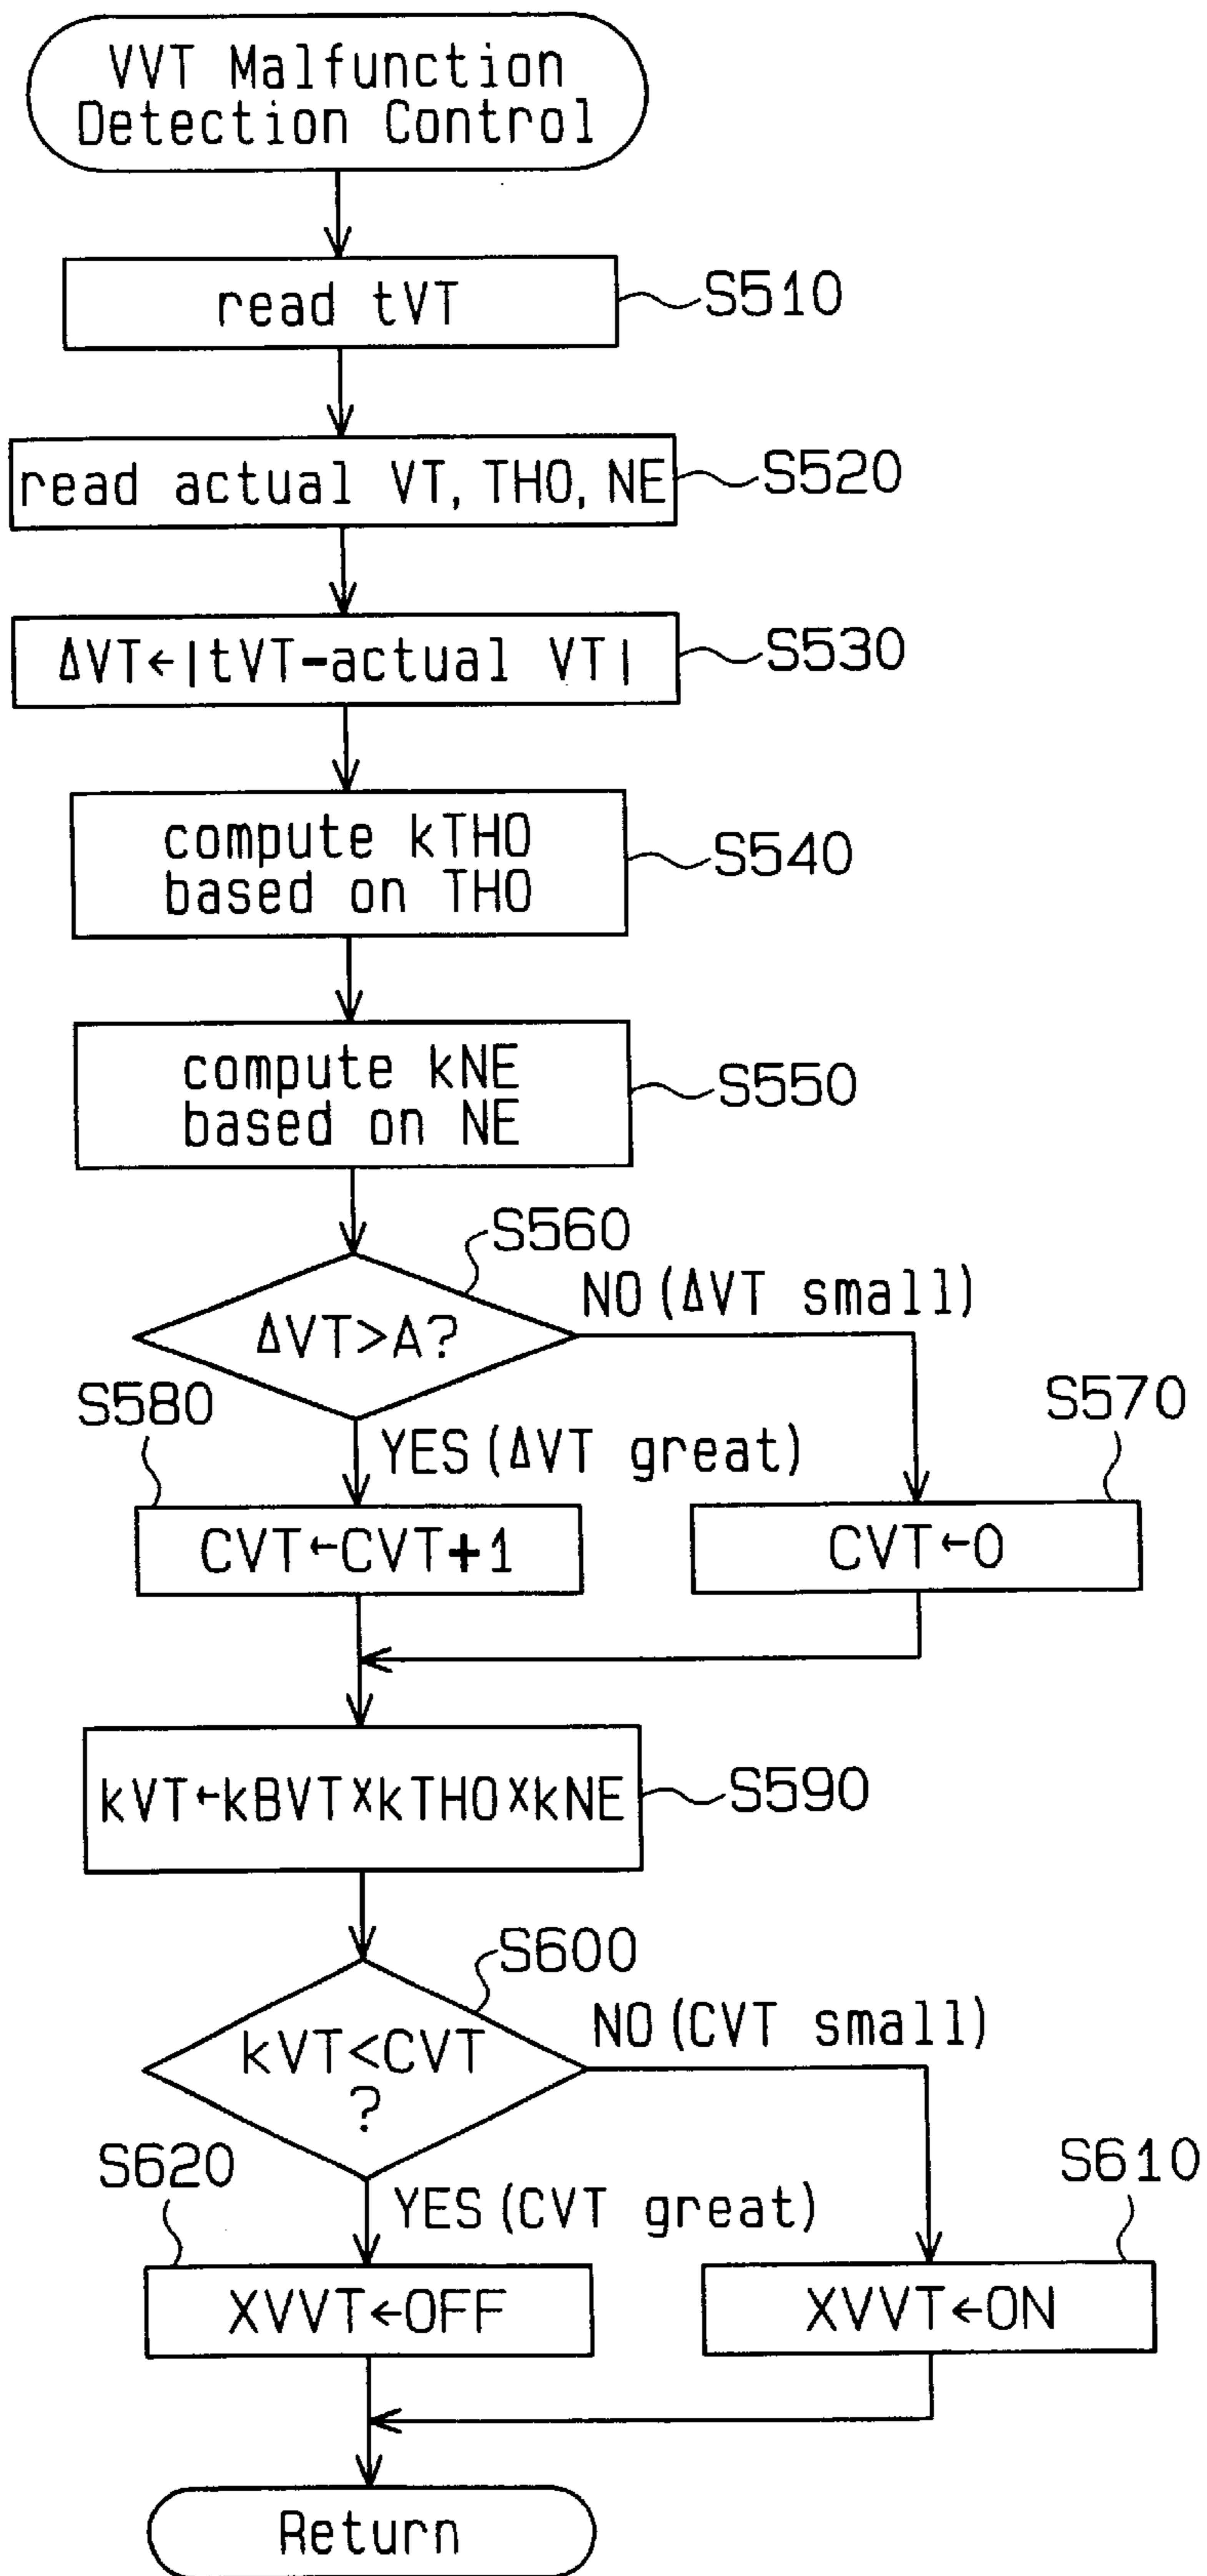 VVT Malfunction
Detection Control
read tVT
S510
read actual VT, THO, NE
S520
ΔVT←|tVT-actual VT|
S530
compute kTHO
based on THO
S540
compute kNE
based on NE
S550
S560
ΔVT>A?
NO (ΔVT small)
S580
YES (ΔVT great)
S570
CVT←CVT+1
CVT←0
kVT←kBVT×kTHO×kNE
S590
S600
kVT<CVT
?
NO (CVT small)
S620
YES (CVT great)
S610
XVVT←OFF
XVVT←ON
Return